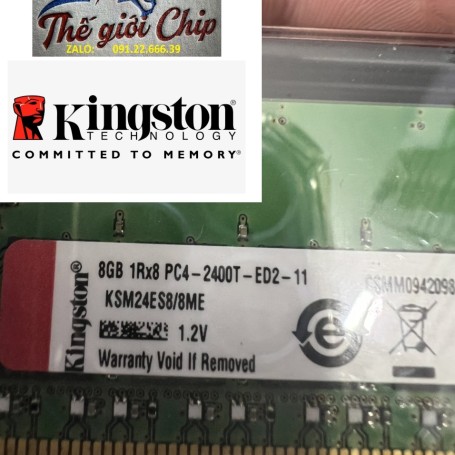 Thế giới Chip
ZALO: 091.22.666.39
Kingston®
TECHNOLOGY
COMMITTED TO MEMORY®
Kingston®
8GB 1Rx8 PC4-2400T-ED2-11
KSM24ES8/8ME
1.2V
Warranty Void If Removed